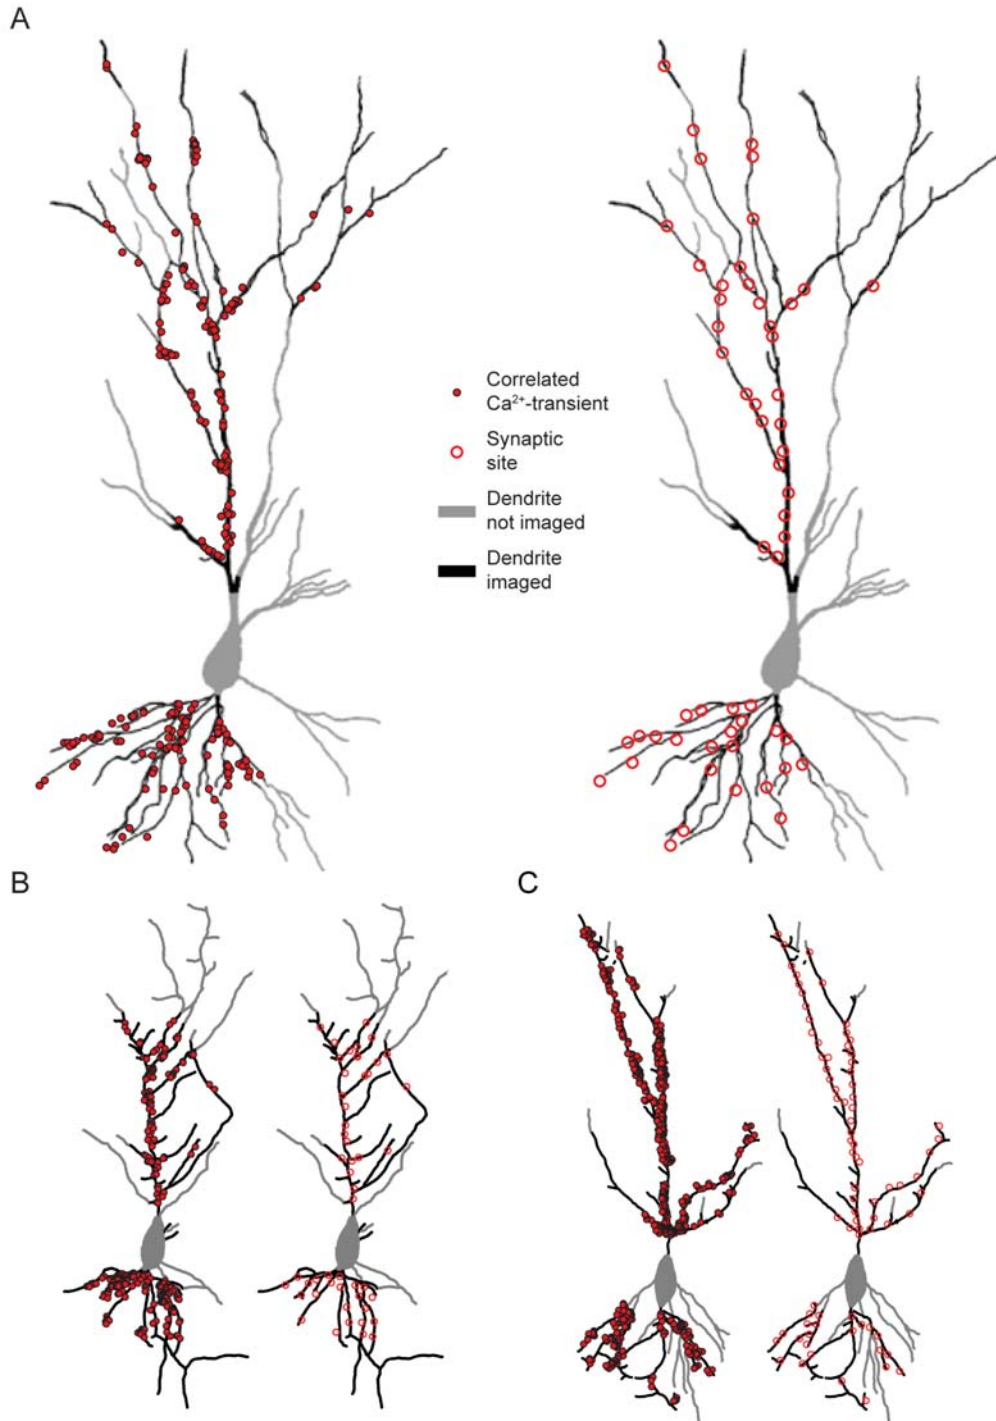 A
Correlated
Ca²⁺-transient
Synaptic
site
Dendrite
not imaged
Dendrite
imaged
B
C